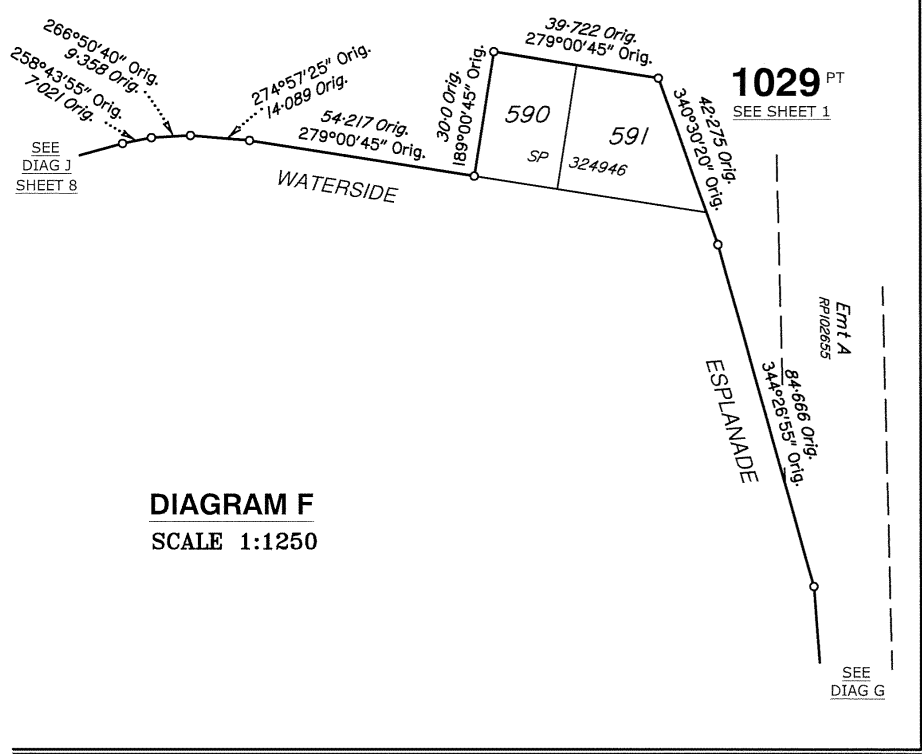 266°50'40" Orig.
9·358 Orig.
258°43'55" Orig.
7·021 Orig.
274°57'25" Orig.
14·089 Orig.
SEE
DIAG J
SHEET 8
54·217 Orig.
279°00'45" Orig.
WATERSIDE
30·0 Orig.
189°00'45" Orig.
39·722 Orig.
279°00'45" Orig.
590
591
SP 324946
1029 PT
SEE SHEET 1
42·275 Orig.
340°30'20" Orig.
Emt A
RP102655
84·666 Orig.
344°26'55" Orig.
ESPLANADE
DIAGRAM F
SCALE 1:1250
SEE
DIAG G